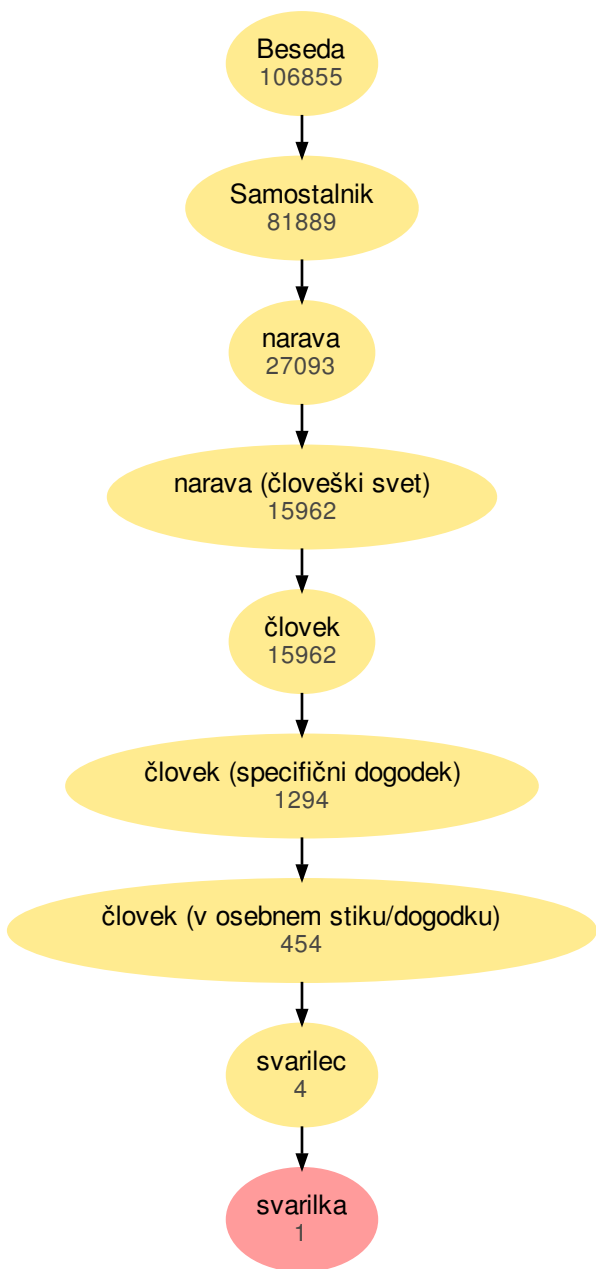 Beseda
106855
Samostalnik
81889
narava
27093
narava (človeški svet)
15962
človek
15962
človek (specifični dogodek)
1294
človek (v osebnem stiku/dogodku)
454
svarilec
4
svarilka
1